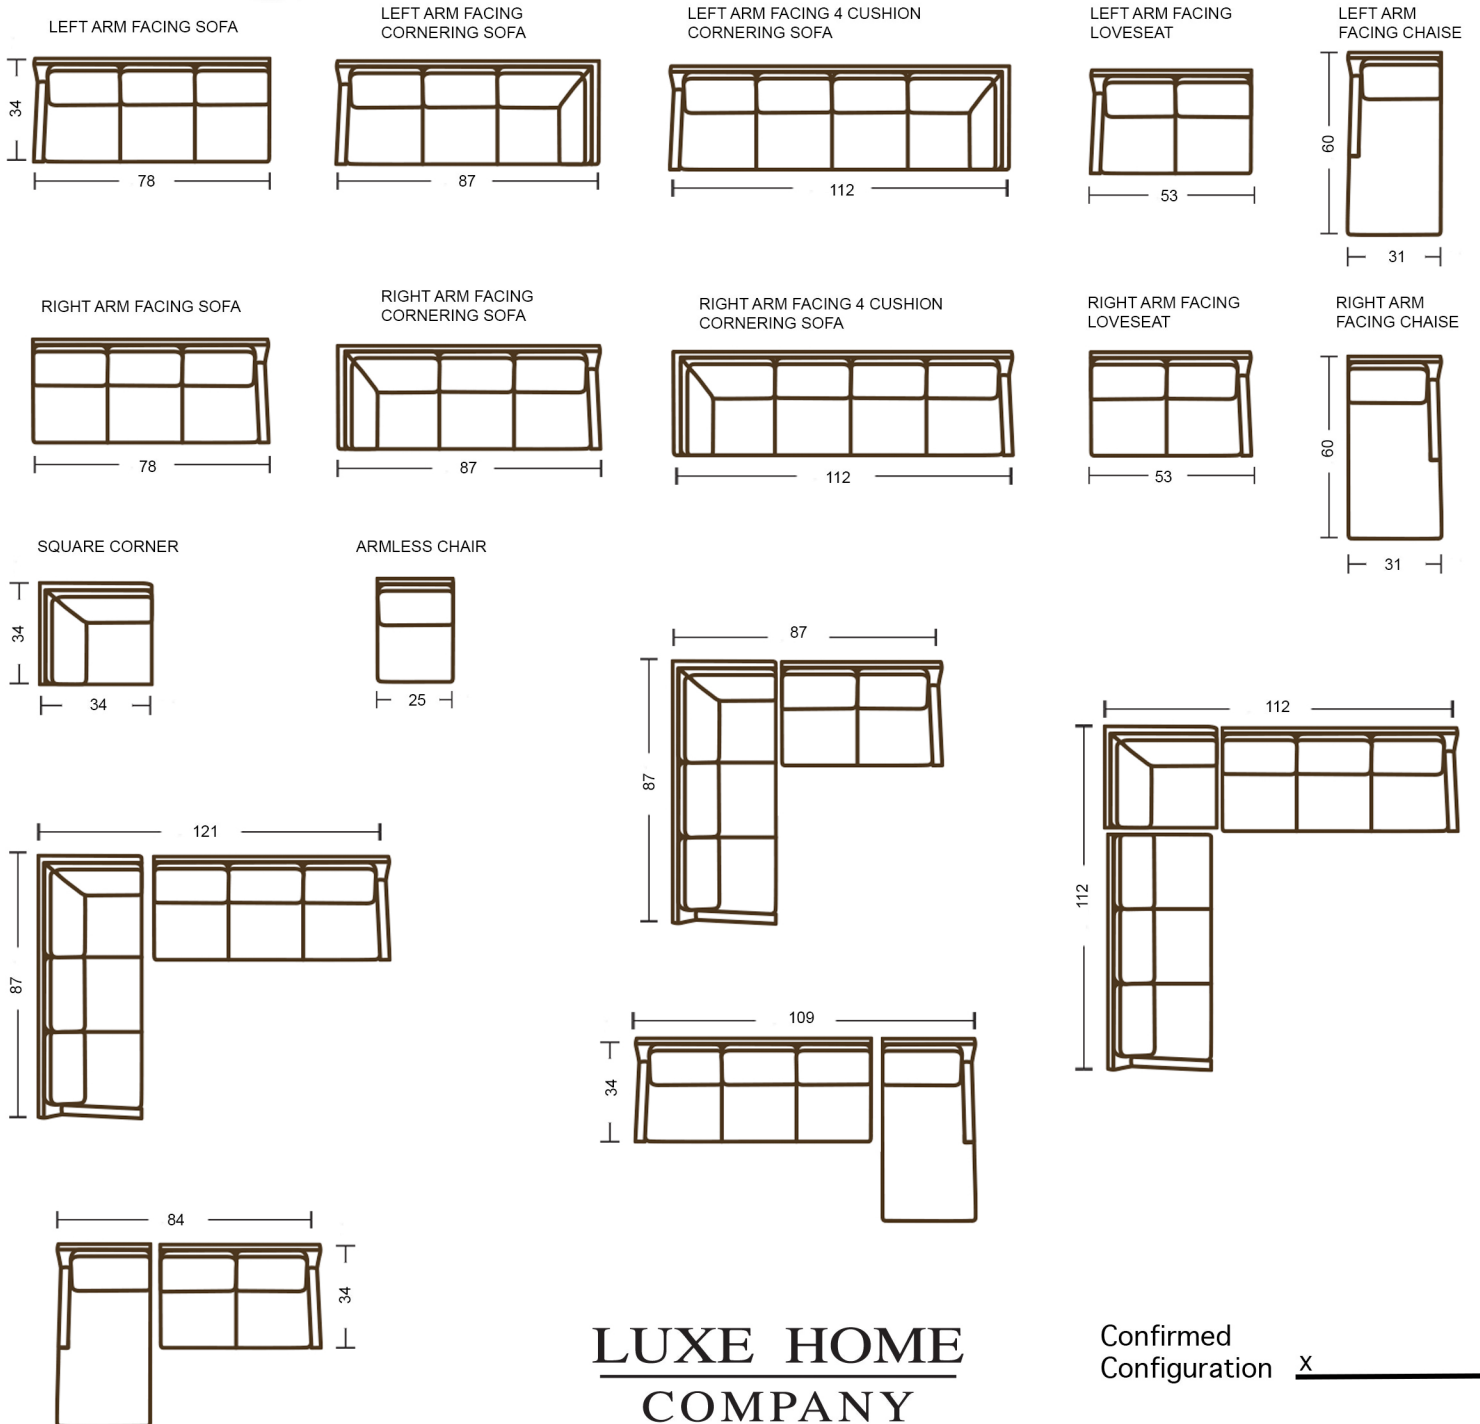 LEFT ARM FACING SOFA
34
78
LEFT ARM FACING
CORNERING SOFA
87
LEFT ARM FACING 4 CUSHION
CORNERING SOFA
112
LEFT ARM FACING
LOVESEAT
53
LEFT ARM
FACING CHAISE
60
31
RIGHT ARM FACING SOFA
78
RIGHT ARM FACING
CORNERING SOFA
87
RIGHT ARM FACING 4 CUSHION
CORNERING SOFA
112
RIGHT ARM FACING
LOVESEAT
53
RIGHT ARM
FACING CHAISE
60
31
SQUARE CORNER
34
34
ARMLESS CHAIR
25
87
87
112
112
121
87
109
34
84
34
LUXE HOME
COMPANY
Confirmed
Configuration x